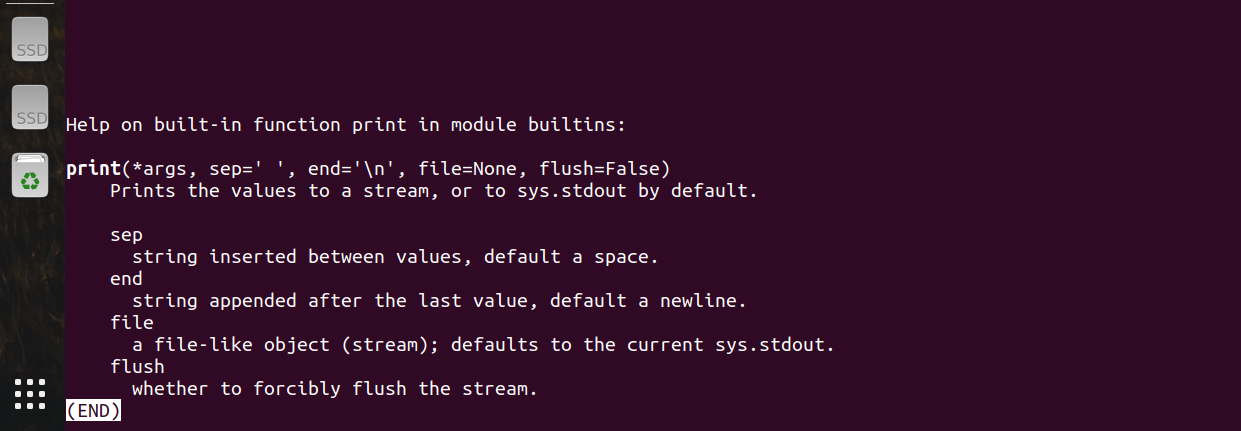 SSD
SSD
Help on built-in function print in module builtins:
print(*args, sep=' ', end='\n', file=None, flush=False)
    Prints the values to a stream, or to sys.stdout by default.
    sep
      string inserted between values, default a space.
    end
      string appended after the last value, default a newline.
    file
      a file-like object (stream); defaults to the current sys.stdout.
    flush
      whether to forcibly flush the stream.
(END)